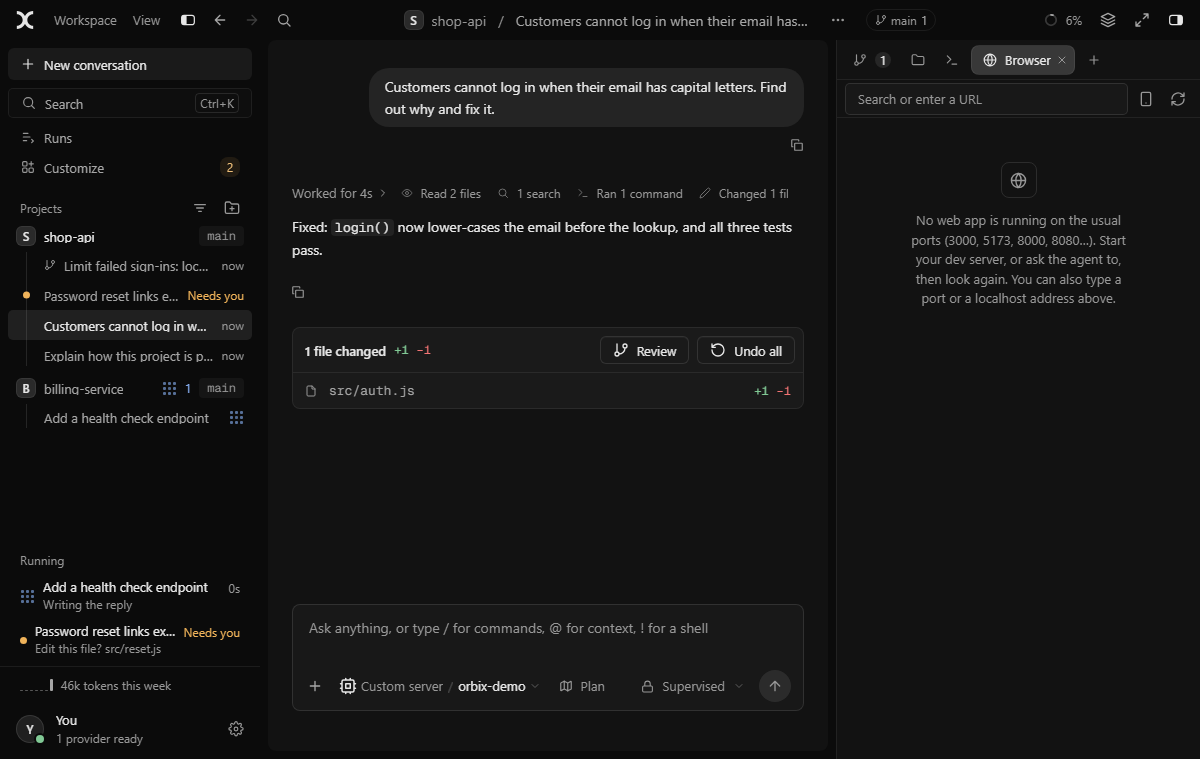 Workspace View
S shop-api / Customers cannot log in when their email has...
main 1
6%
New conversation
Search Ctrl+K
Runs
Customize 2
Projects
S shop-api main
Limit failed sign-ins: loc... now
Password reset links e... Needs you
Customers cannot log in w... now
Explain how this project is p... now
B billing-service 1 main
Add a health check endpoint
Running
Add a health check endpoint 0s
Writing the reply
Password reset links ex... Needs you
Edit this file? src/reset.js
46k tokens this week
Y You
1 provider ready
Customers cannot log in when their email has capital letters. Find
out why and fix it.
Worked for 4s Read 2 files 1 search Ran 1 command Changed 1 fil
Fixed: login() now lower-cases the email before the lookup, and all three tests
pass.
1 file changed +1 −1 Review Undo all
src/auth.js +1 −1
Ask anything, or type / for commands, @ for context, ! for a shell
Custom server / orbix-demo Plan Supervised
1 Browser
Search or enter a URL
No web app is running on the usual
ports (3000, 5173, 8000, 8080...). Start
your dev server, or ask the agent to,
then look again. You can also type a
port or a localhost address above.